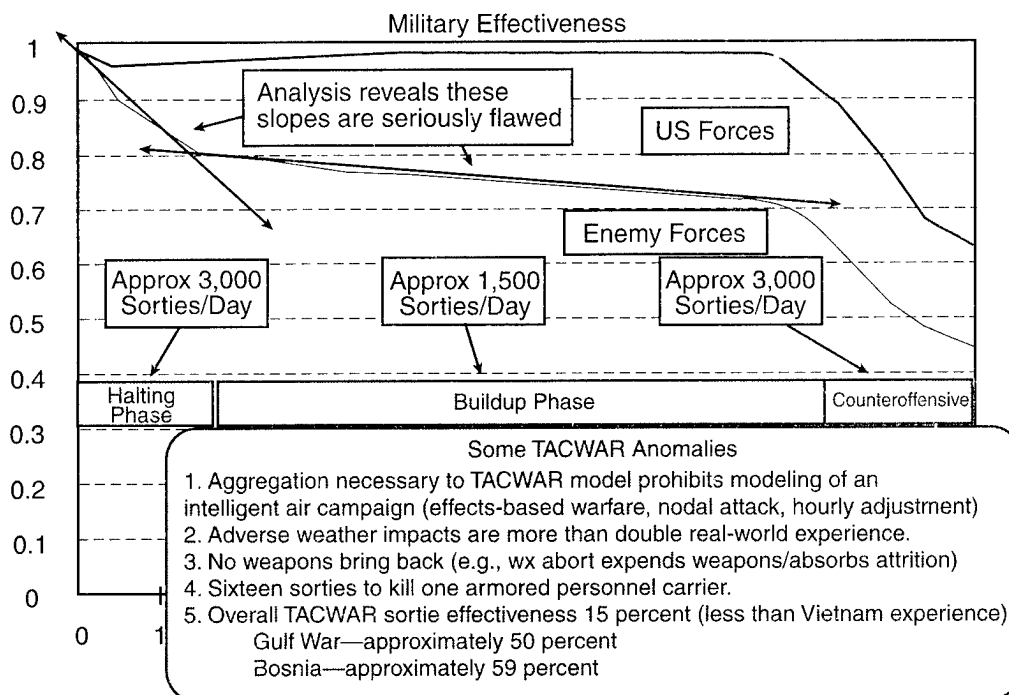 Military Effectiveness
1
0.9
0.8
0.7
0.6
0.5
0.4
0.3
0.2
0.1
0
Analysis reveals these
slopes are seriously flawed
US Forces
Enemy Forces
Approx 3,000
Sorties/Day
Approx 1,500
Sorties/Day
Approx 3,000
Sorties/Day
Halting
Phase
Buildup Phase
Counteroffensive
Some TACWAR Anomalies
1. Aggregation necessary to TACWAR model prohibits modeling of an
intelligent air campaign (effects-based warfare, nodal attack, hourly adjustment)
2. Adverse weather impacts are more than double real-world experience.
3. No weapons bring back (e.g., wx abort expends weapons/absorbs attrition)
4. Sixteen sorties to kill one armored personnel carrier.
5. Overall TACWAR sortie effectiveness 15 percent (less than Vietnam experience)
Gulf War—approximately 50 percent
Bosnia—approximately 59 percent
0 1